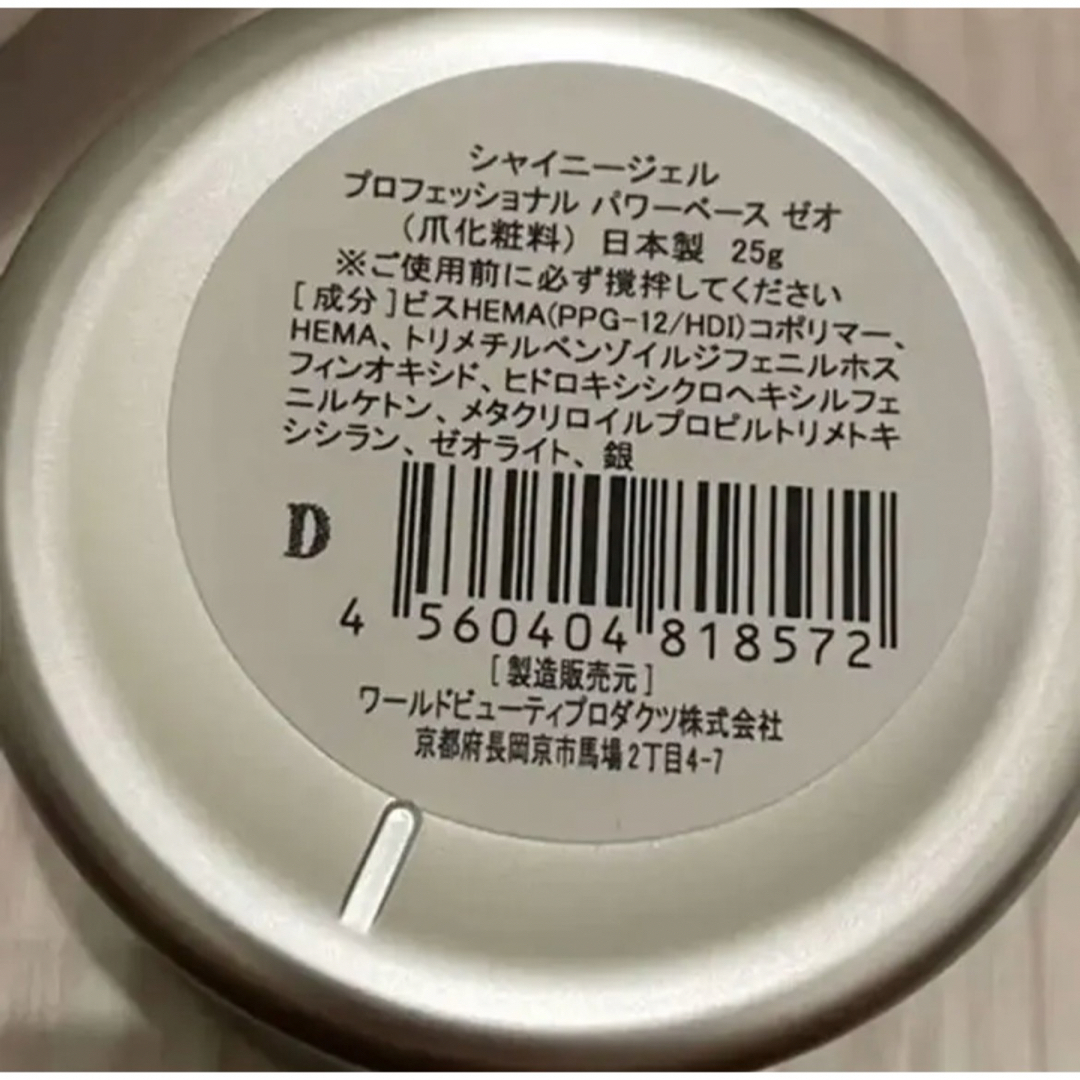 シャイニージェル
プロフェッショナル パワーベース ゼオ
（爪化粧料） 日本製 25g
※ご使用前に必ず攪拌してください
[ 成分 ]ビスHEMA(PPG-12/HDI)コポリマー、
HEMA、トリメチルベンゾイルジフェニルホス
フィンオキシド、ヒドロキシシクロヘキシルフェ
ニルケトン、メタクリロイルプロピルトリメトキ
シシラン、ゼオライト、銀
D
4 560404 818572
[ 製造販売元 ]
ワールドビューティプロダクツ株式会社
京都府長岡京市馬場2丁目4-7